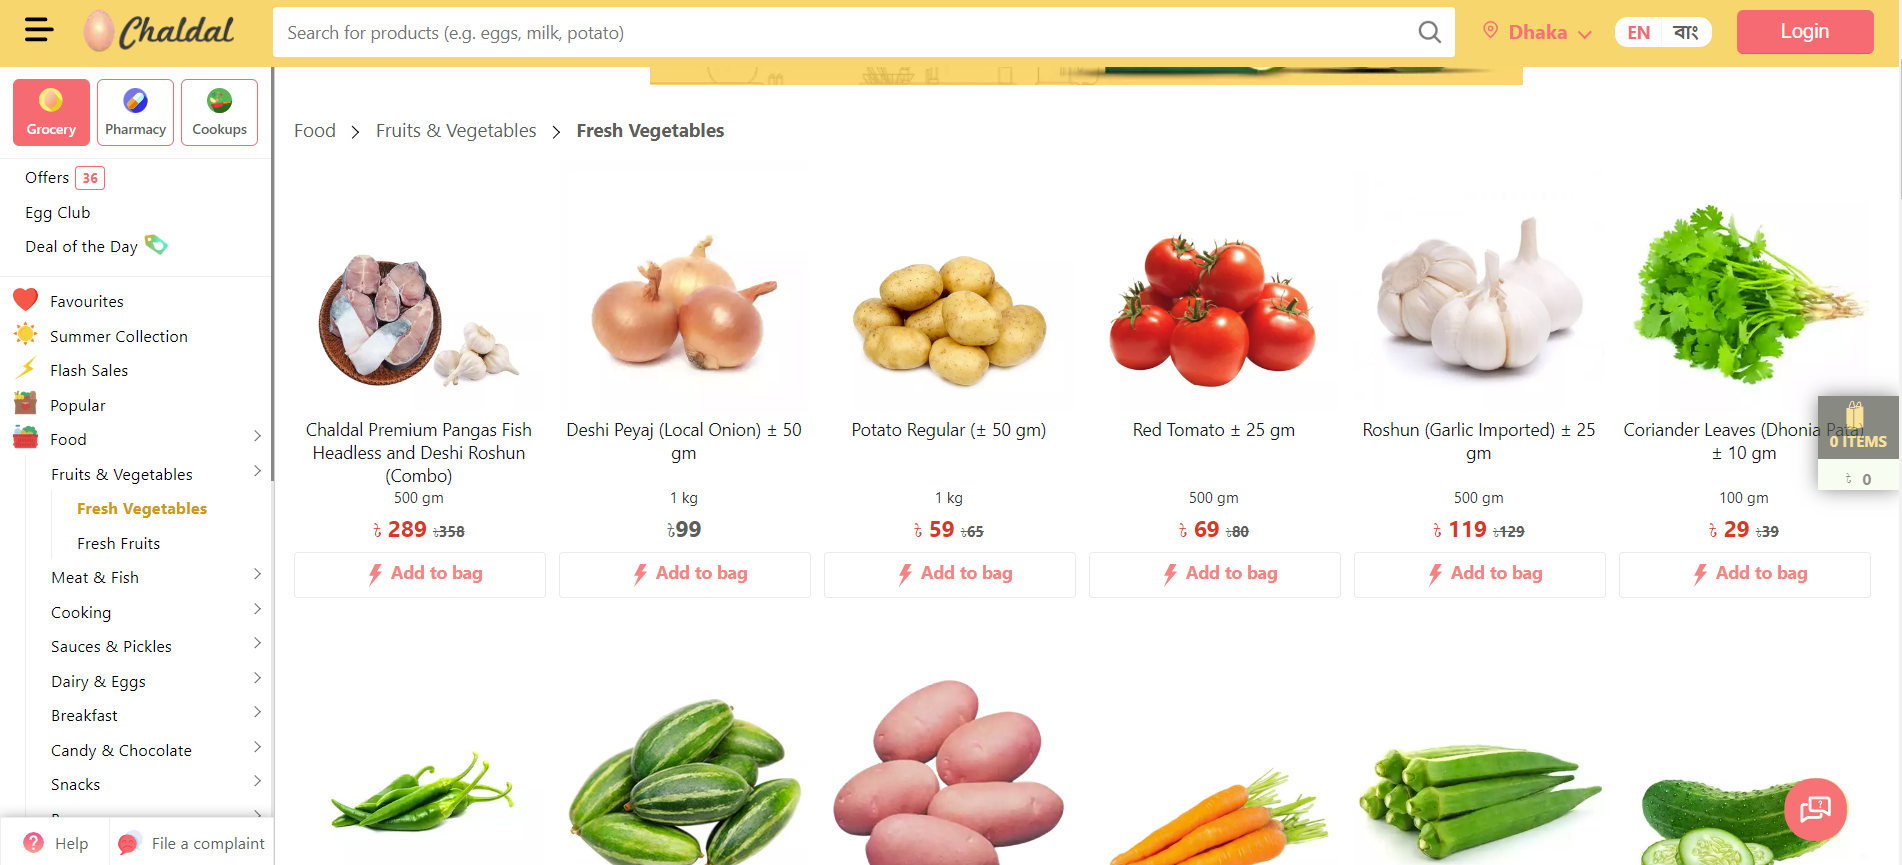 Chaldal
Search for products (e.g. eggs, milk, potato)
Dhaka
EN
বাং
Login
Grocery
Pharmacy
Cookups
Offers 36
Egg Club
Deal of the Day
Favourites
Summer Collection
Flash Sales
Popular
Food
Fruits & Vegetables
Fresh Vegetables
Fresh Fruits
Meat & Fish
Cooking
Sauces & Pickles
Dairy & Eggs
Breakfast
Candy & Chocolate
Snacks
Help
File a complaint
Food > Fruits & Vegetables > Fresh Vegetables
Chaldal Premium Pangas Fish
Headless and Deshi Roshun
(Combo)
500 gm
৳ 289 ৳358
Add to bag
Deshi Peyaj (Local Onion) ± 50
gm
1 kg
৳99
Add to bag
Potato Regular (± 50 gm)
1 kg
৳ 59 ৳65
Add to bag
Red Tomato ± 25 gm
500 gm
৳ 69 ৳80
Add to bag
Roshun (Garlic Imported) ± 25
gm
500 gm
৳ 119 ৳129
Add to bag
Coriander Leaves (Dhonia Pata)
± 10 gm
100 gm
৳ 29 ৳39
Add to bag
0 ITEMS
৳ 0